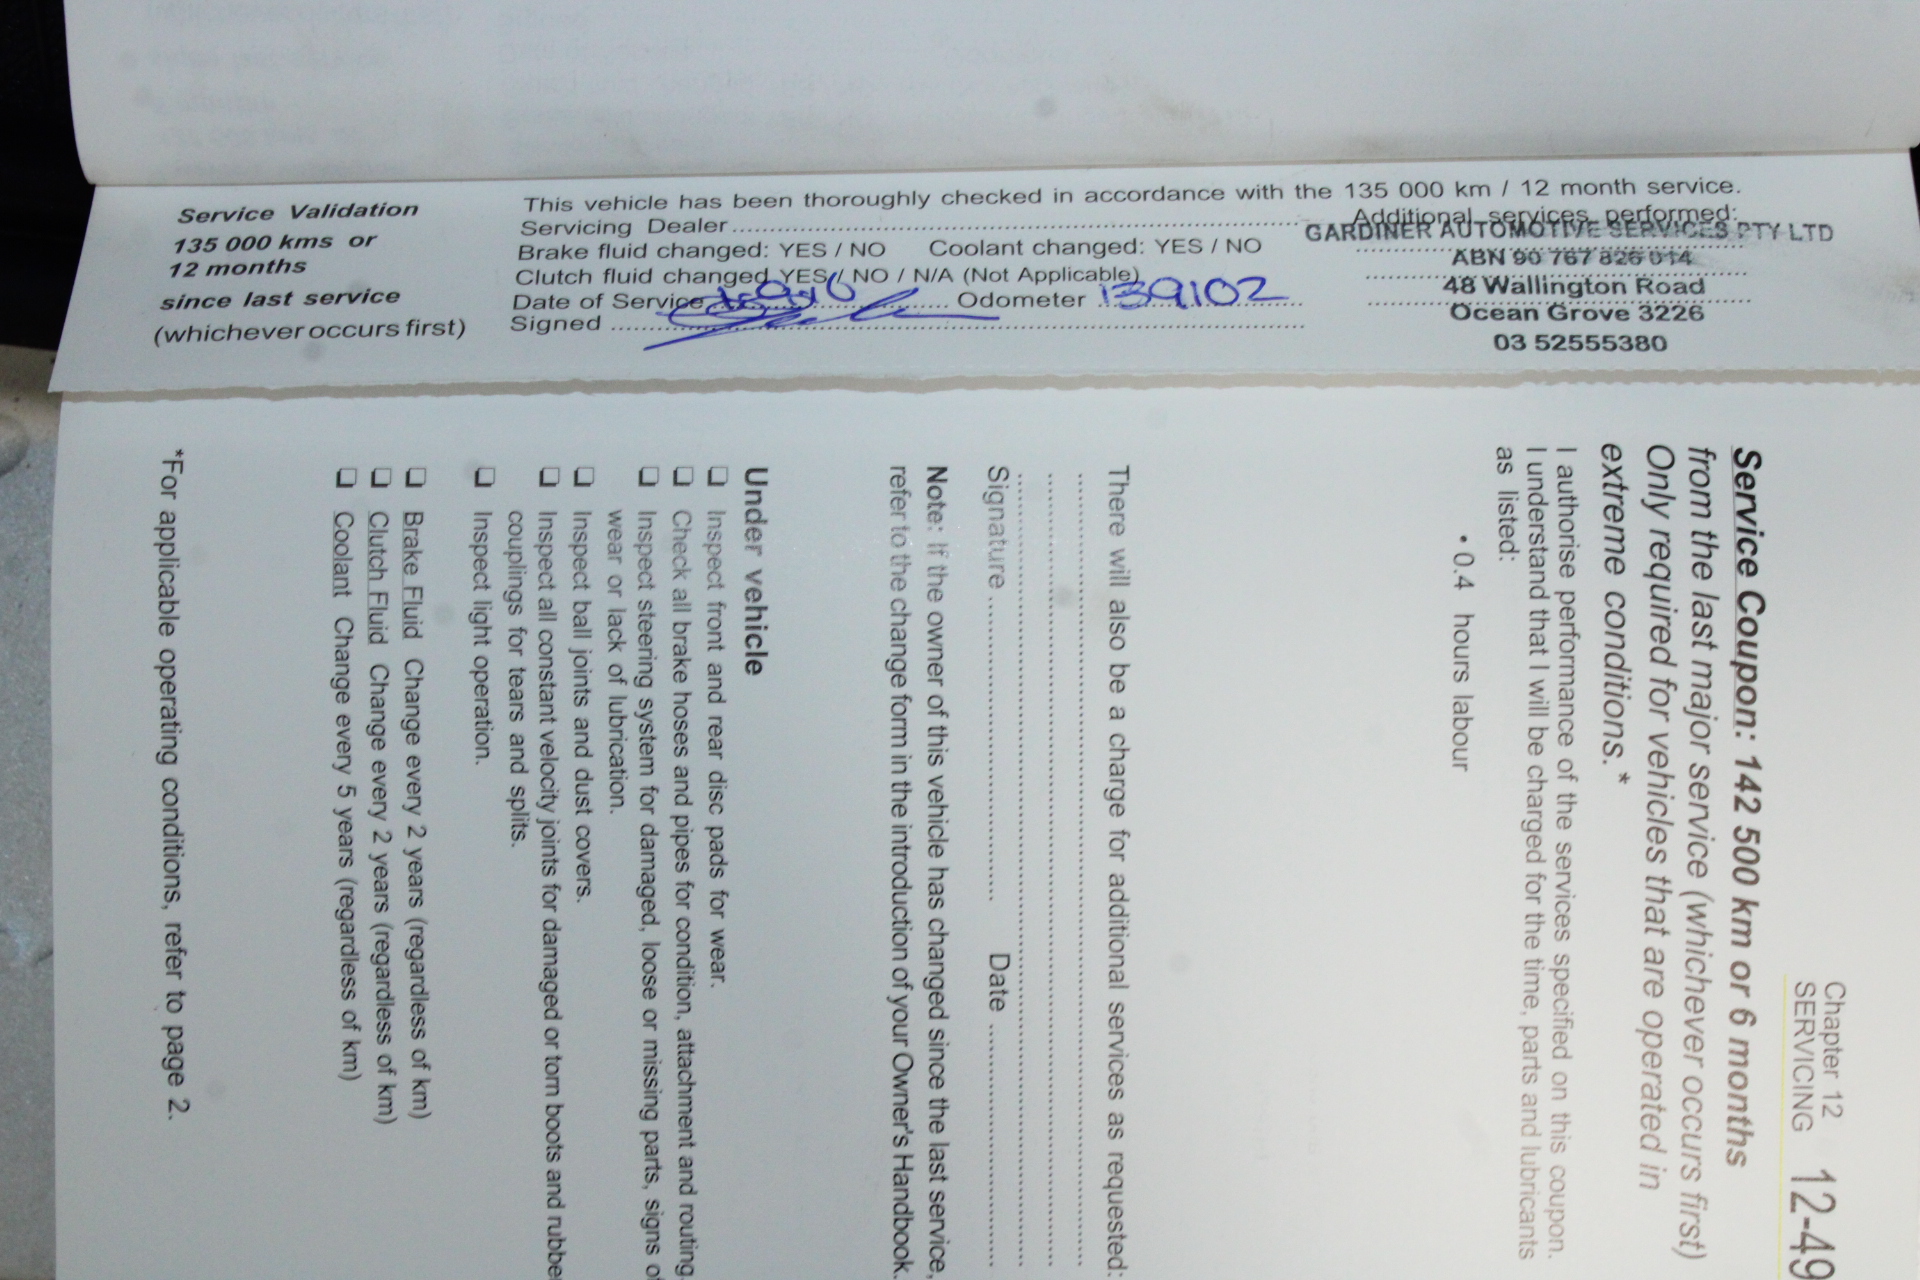 Service Validation
135 000 kms or
12 months
since last service
(whichever occurs first)
This vehicle has been thoroughly checked in accordance with the 135 000 km / 12 month service.
Servicing Dealer
Brake fluid changed: YES / NO Coolant changed: YES / NO
Clutch fluid changed YES / NO / N/A (Not Applicable)
Date of Service Odometer 139102
Signed
Additional services performed:
GARDINER AUTOMOTIVE SERVICES PTY LTD
ABN 90 767 826 014
48 Wallington Road
Ocean Grove 3226
03 52555380
Chapter 12
SERVICING 12-49
Service Coupon: 142 500 km or 6 months
from the last major service (whichever occurs first)
Only required for vehicles that are operated in
extreme conditions.*
I authorise performance of the services specified on this coupon.
I understand that I will be charged for the time, parts and lubricants
as listed:
• 0.4 hours labour
There will also be a charge for additional services as requested:
Signature Date
Note: If the owner of this vehicle has changed since the last service,
refer to the change form in the introduction of your Owner's Handbook.
Under vehicle
❑ Inspect front and rear disc pads for wear.
❑ Check all brake hoses and pipes for condition, attachment and routing.
❑ Inspect steering system for damaged, loose or missing parts, signs of
wear or lack of lubrication.
❑ Inspect ball joints and dust covers.
❑ Inspect all constant velocity joints for damaged or torn boots and rubber
couplings for tears and splits.
❑ Inspect light operation.
❑ Brake Fluid Change every 2 years (regardless of km)
❑ Clutch Fluid Change every 2 years (regardless of km)
❑ Coolant Change every 5 years (regardless of km)
*For applicable operating conditions, refer to page 2.